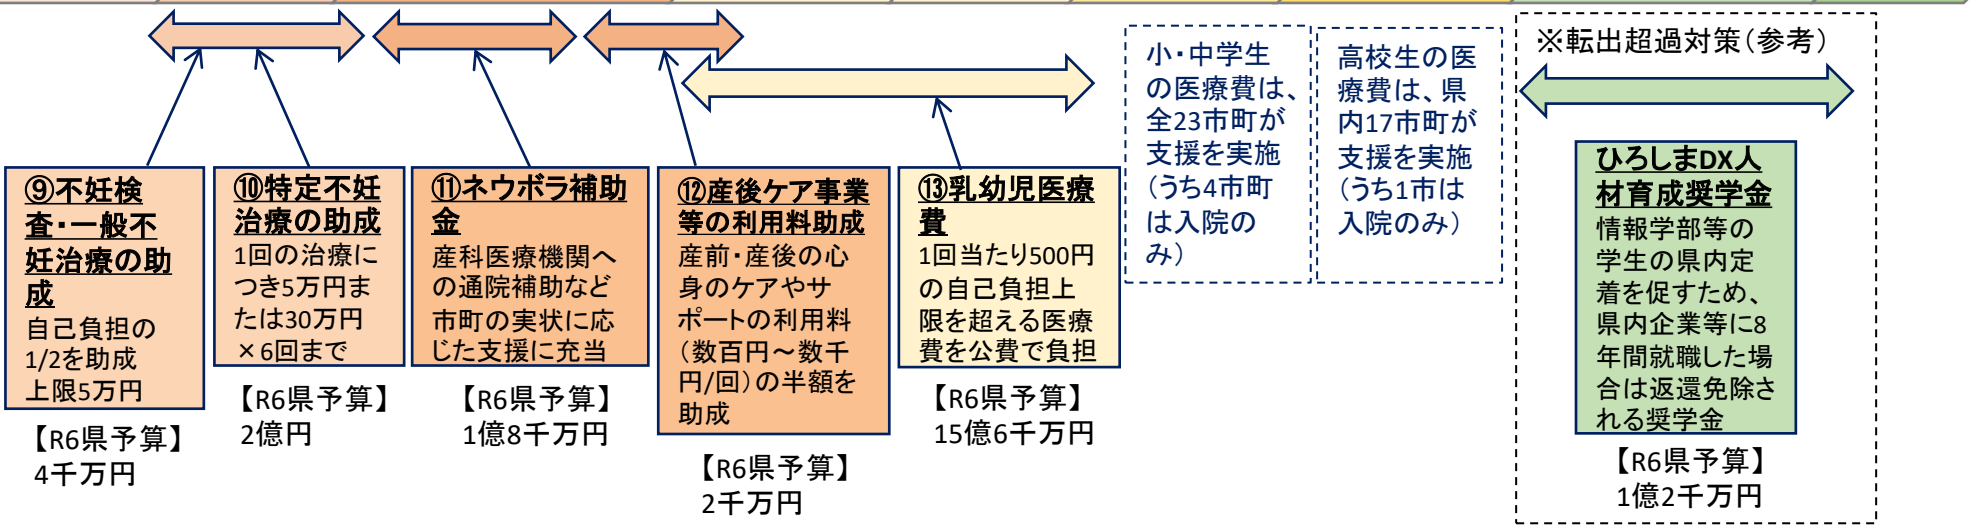 ⑨不妊検
査・一般不
妊治療の助
成
自己負担の
1/2を助成
上限5万円
【R6県予算】
4千万円
⑩特定不妊
治療の助成
1回の治療に
つき5万円ま
たは30万円
×6回まで
【R6県予算】
2億円
⑪ネウボラ補助
金
産科医療機関へ
の通院補助など
市町の実状に応
じた支援に充当
【R6県予算】
1億8千万円
⑫産後ケア事業
等の利用料助成
産前・産後の心
身のケアやサ
ポートの利用料
（数百円～数千
円/回）の半額を
助成
【R6県予算】
2千万円
⑬乳幼児医療
費
1回当たり500円
の自己負担上
限を超える医療
費を公費で負担
【R6県予算】
15億6千万円
小・中学生
の医療費は、
全23市町が
支援を実施
（うち4市町
は入院の
み）
高校生の医
療費は、県
内17市町が
支援を実施
（うち1市は
入院のみ）
※転出超過対策（参考）
ひろしまDX人
材育成奨学金
情報学部等の
学生の県内定
着を促すため、
県内企業等に8
年間就職した場
合は返還免除さ
れる奨学金
【R6県予算】
1億2千万円